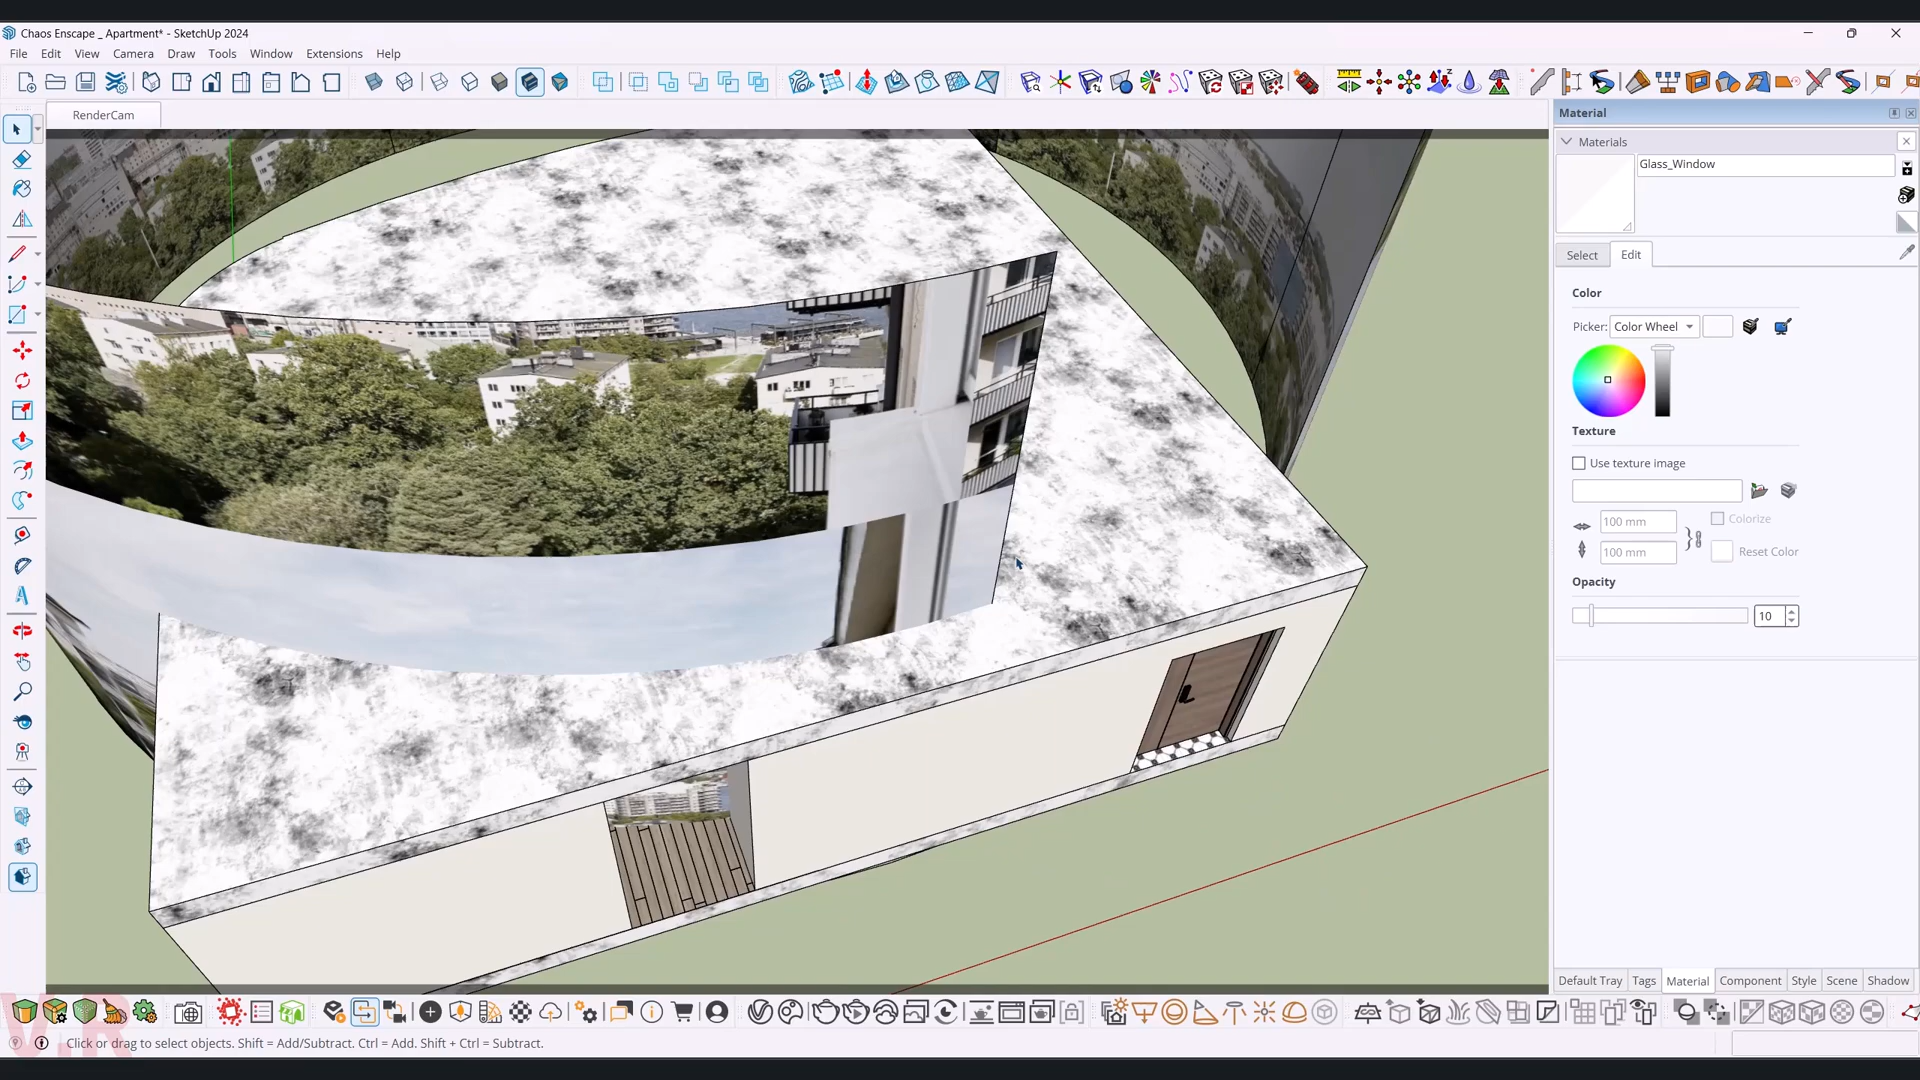 Chaos Enscape _ Apartment* - SketchUp 2024
File Edit View Camera Draw Tools Window Extensions Help
RenderCam
Material
Materials
Glass_Window
Select Edit
Color
Picker: Color Wheel
Texture
Use texture image
100 mm Colorize
100 mm Reset Color
Opacity
10
Default Tray Tags Material Component Style Scene Shadow
V.R
Click or drag to select objects. Shift = Add/Subtract. Ctrl = Add. Shift + Ctrl = Subtract.